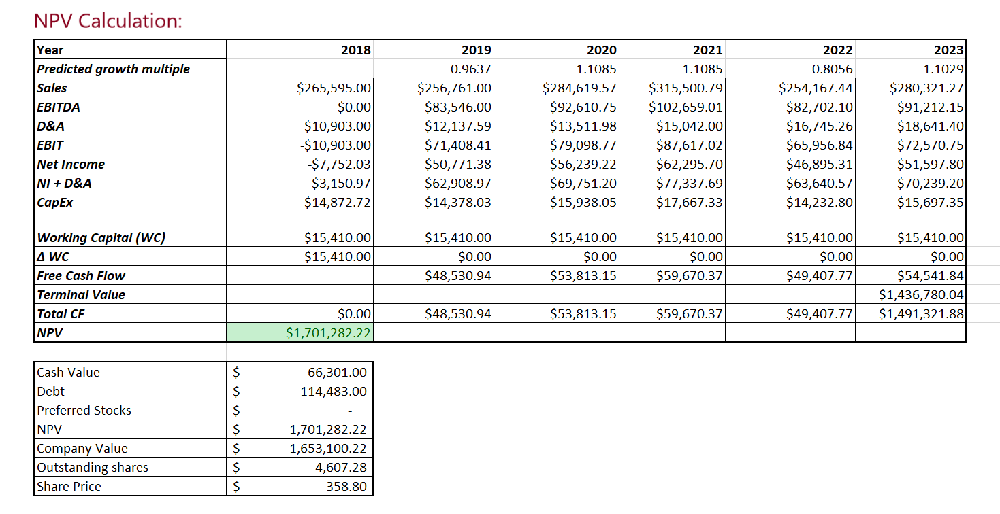 NPV Calculation:
Year 2018 2019 2020 2021 2022 2023
Predicted growth multiple 0.9637 1.1085 1.1085 0.8056 1.1029
Sales $265,595.00 $256,761.00 $284,619.57 $315,500.79 $254,167.44 $280,321.27
EBITDA $0.00 $83,546.00 $92,610.75 $102,659.01 $82,702.10 $91,212.15
D&A $10,903.00 $12,137.59 $13,511.98 $15,042.00 $16,745.26 $18,641.40
EBIT -$10,903.00 $71,408.41 $79,098.77 $87,617.02 $65,956.84 $72,570.75
Net Income -$7,752.03 $50,771.38 $56,239.22 $62,295.70 $46,895.31 $51,597.80
NI + D&A $3,150.97 $62,908.97 $69,751.20 $77,337.69 $63,640.57 $70,239.20
CapEx $14,872.72 $14,378.03 $15,938.05 $17,667.33 $14,232.80 $15,697.35
Working Capital (WC) $15,410.00 $15,410.00 $15,410.00 $15,410.00 $15,410.00 $15,410.00
Δ WC $15,410.00 $0.00 $0.00 $0.00 $0.00 $0.00
Free Cash Flow $48,530.94 $53,813.15 $59,670.37 $49,407.77 $54,541.84
Terminal Value $1,436,780.04
Total CF $0.00 $48,530.94 $53,813.15 $59,670.37 $49,407.77 $1,491,321.88
NPV $1,701,282.22
Cash Value $ 66,301.00
Debt $ 114,483.00
Preferred Stocks $ -
NPV $ 1,701,282.22
Company Value $ 1,653,100.22
Outstanding shares $ 4,607.28
Share Price $ 358.80